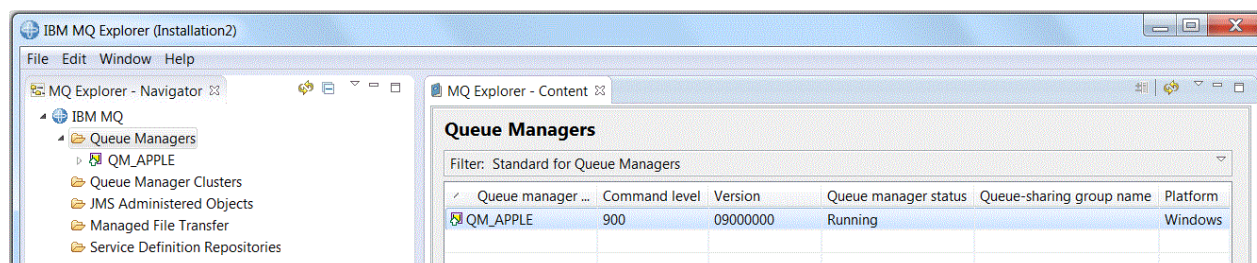 IBM MQ Explorer (Installation2)
File Edit Window Help
MQ Explorer - Navigator
IBM MQ
Queue Managers
QM_APPLE
Queue Manager Clusters
JMS Administered Objects
Managed File Transfer
Service Definition Repositories
MQ Explorer - Content
Queue Managers
Filter: Standard for Queue Managers
Queue manager ... Command level Version Queue manager status Queue-sharing group name Platform
QM_APPLE 900 09000000 Running Windows